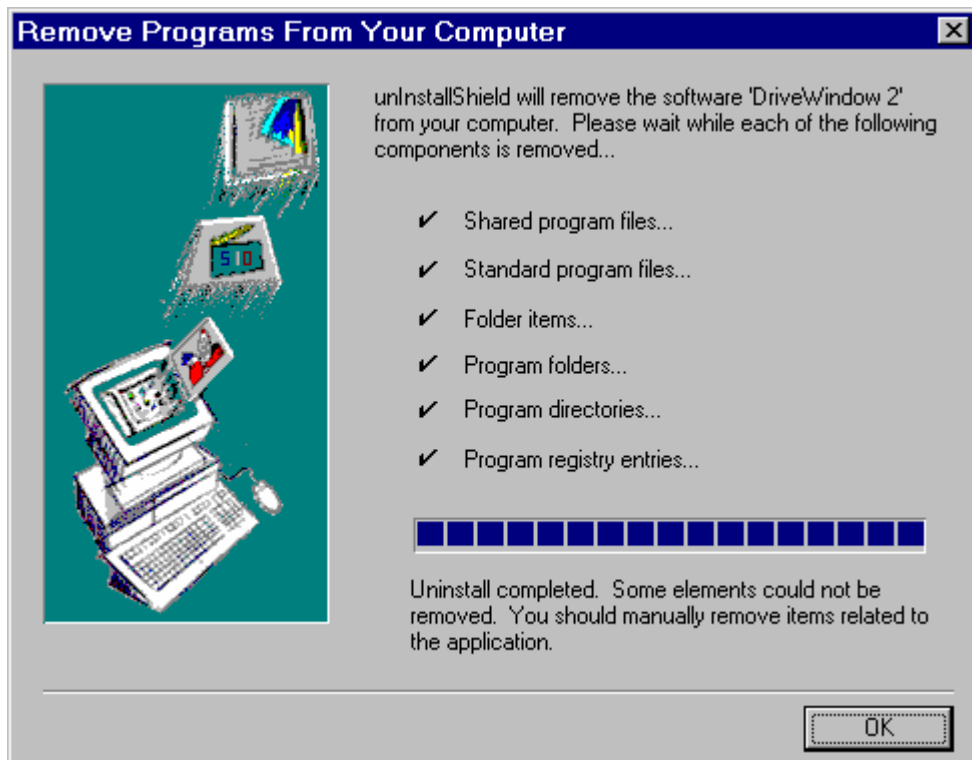 Remove Programs From Your Computer
unInstallShield will remove the software 'DriveWindow 2'
from your computer.  Please wait while each of the following
components is removed...
Shared program files...
Standard program files...
Folder items...
Program folders...
Program directories...
Program registry entries...
Uninstall completed.  Some elements could not be
removed.  You should manually remove items related to
the application.
OK